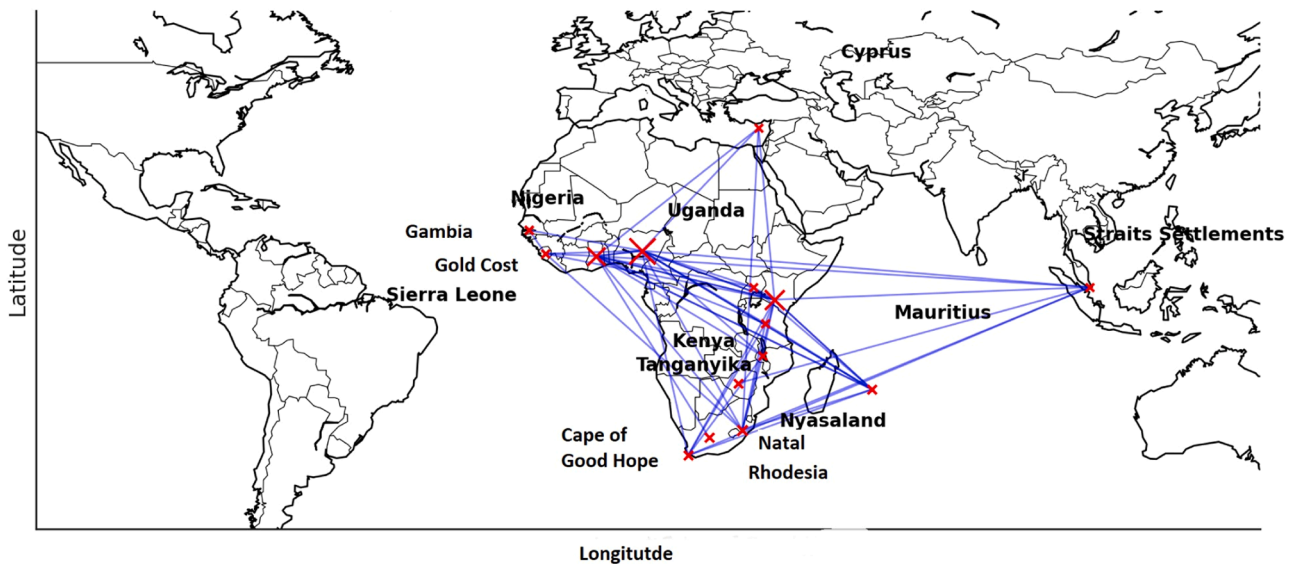 Cyprus
Nigeria
Uganda
Gambia
Straits Settlements
Gold Cost
Sierra Leone
Latitude
Mauritius
Kenya
Tanganyika
Nyasaland
Cape of
Good Hope
Natal
Rhodesia
Longitutde